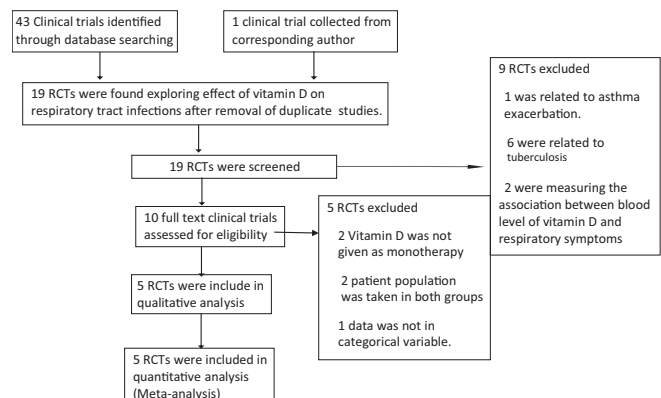 43 Clinical trials identified
through database searching
1 clinical trial collected from
corresponding author
19 RCTs were found exploring effect of vitamin D on
respiratory tract infections after removal of duplicate studies.
19 RCTs were screened
9 RCTs excluded
1 was related to asthma
exacerbation.
6 were related to
tuberculosis
2 were measuring the
association between blood
level of vitamin D and
respiratory symptoms
10 full text clinical trials
assessed for eligibility
5 RCTs excluded
2 Vitamin D was not
given as monotherapy
2 patient population
was taken in both groups
1 data was not in
categorical variable.
5 RCTs were include in
qualitative analysis
5 RCTs were included in
quantitative analysis
(Meta-analysis)